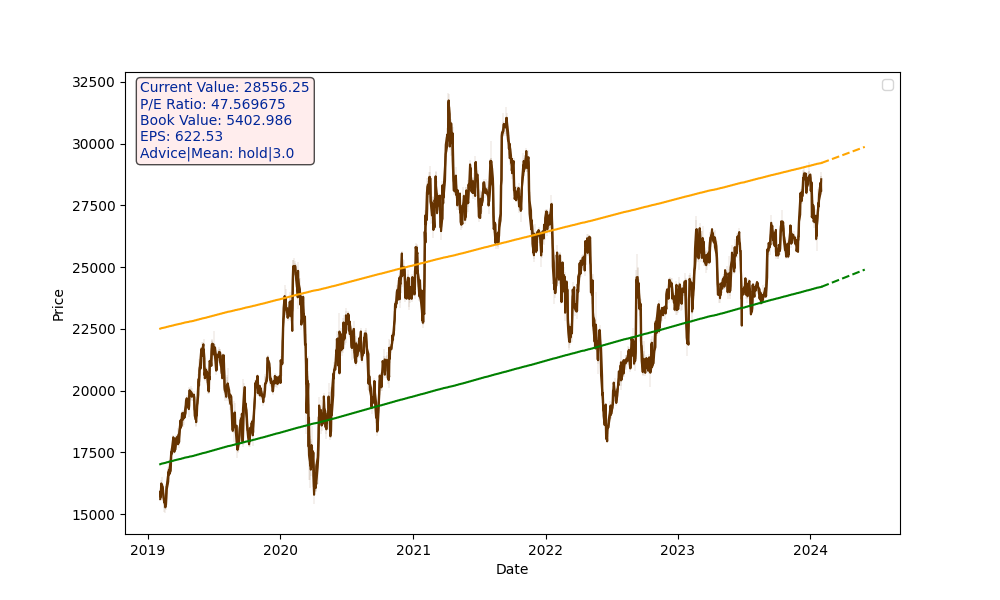 Current Value: 28556.25
P/E Ratio: 47.569675
Book Value: 5402.986
EPS: 622.53
Advice|Mean: hold|3.0
32500
30000
27500
25000
22500
20000
17500
15000
Price
2019 2020 2021 2022 2023 2024
Date